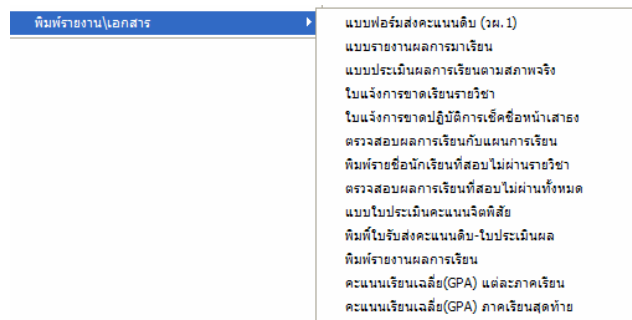 พิมพ์รายงาน\เอกสาร
แบบฟอร์มส่งคะแนนดิบ (วผ.1)
แบบรายงานผลการมาเรียน
แบบประเมินผลการเรียนตามสภาพจริง
ใบแจ้งการขาดเรียนรายวิชา
ใบแจ้งการขาดปฏิบัติการเช็คชื่อหน้าเสาธง
ตรวจสอบผลการเรียนกับแผนการเรียน
พิมพ์รายชื่อนักเรียนที่สอบไม่ผ่านรายวิชา
ตรวจสอบผลการเรียนที่สอบไม่ผ่านทั้งหมด
แบบใบประเมินคะแนนจิตพิสัย
พิมพ์ใบรับส่งคะแนนดิบ-ใบประเมินผล
พิมพ์รายงานผลการเรียน
คะแนนเรียนเฉลี่ย(GPA) แต่ละภาคเรียน
คะแนนเรียนเฉลี่ย(GPA) ภาคเรียนสุดท้าย